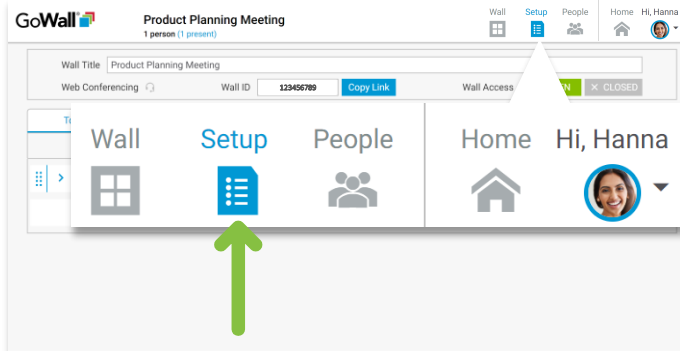 GoWall
Product Planning Meeting
1 person (1 present)
Wall Setup People Home Hi, Hanna
Wall Title Product Planning Meeting
Web Conferencing Wall ID 123456789 Copy Link Wall Access × CLOSED
Wall Setup People Home Hi, Hanna